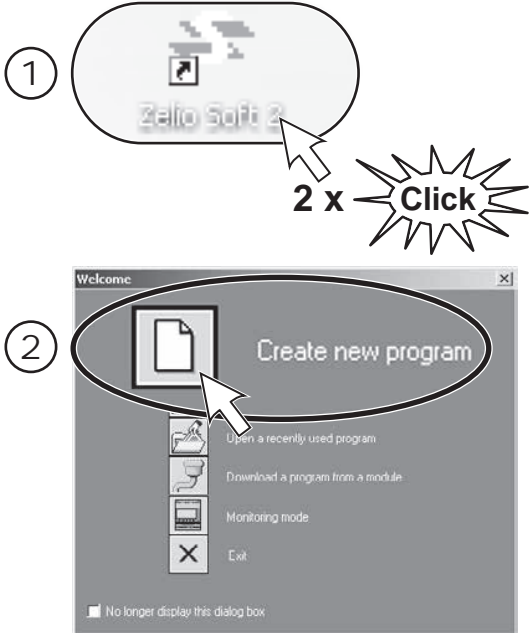 1
Zelio Soft 2
2 x Click
Welcome
2
Create new program
Open a recently used program
Download a program from a module
Monitoring mode
Exit
No longer display this dialog box